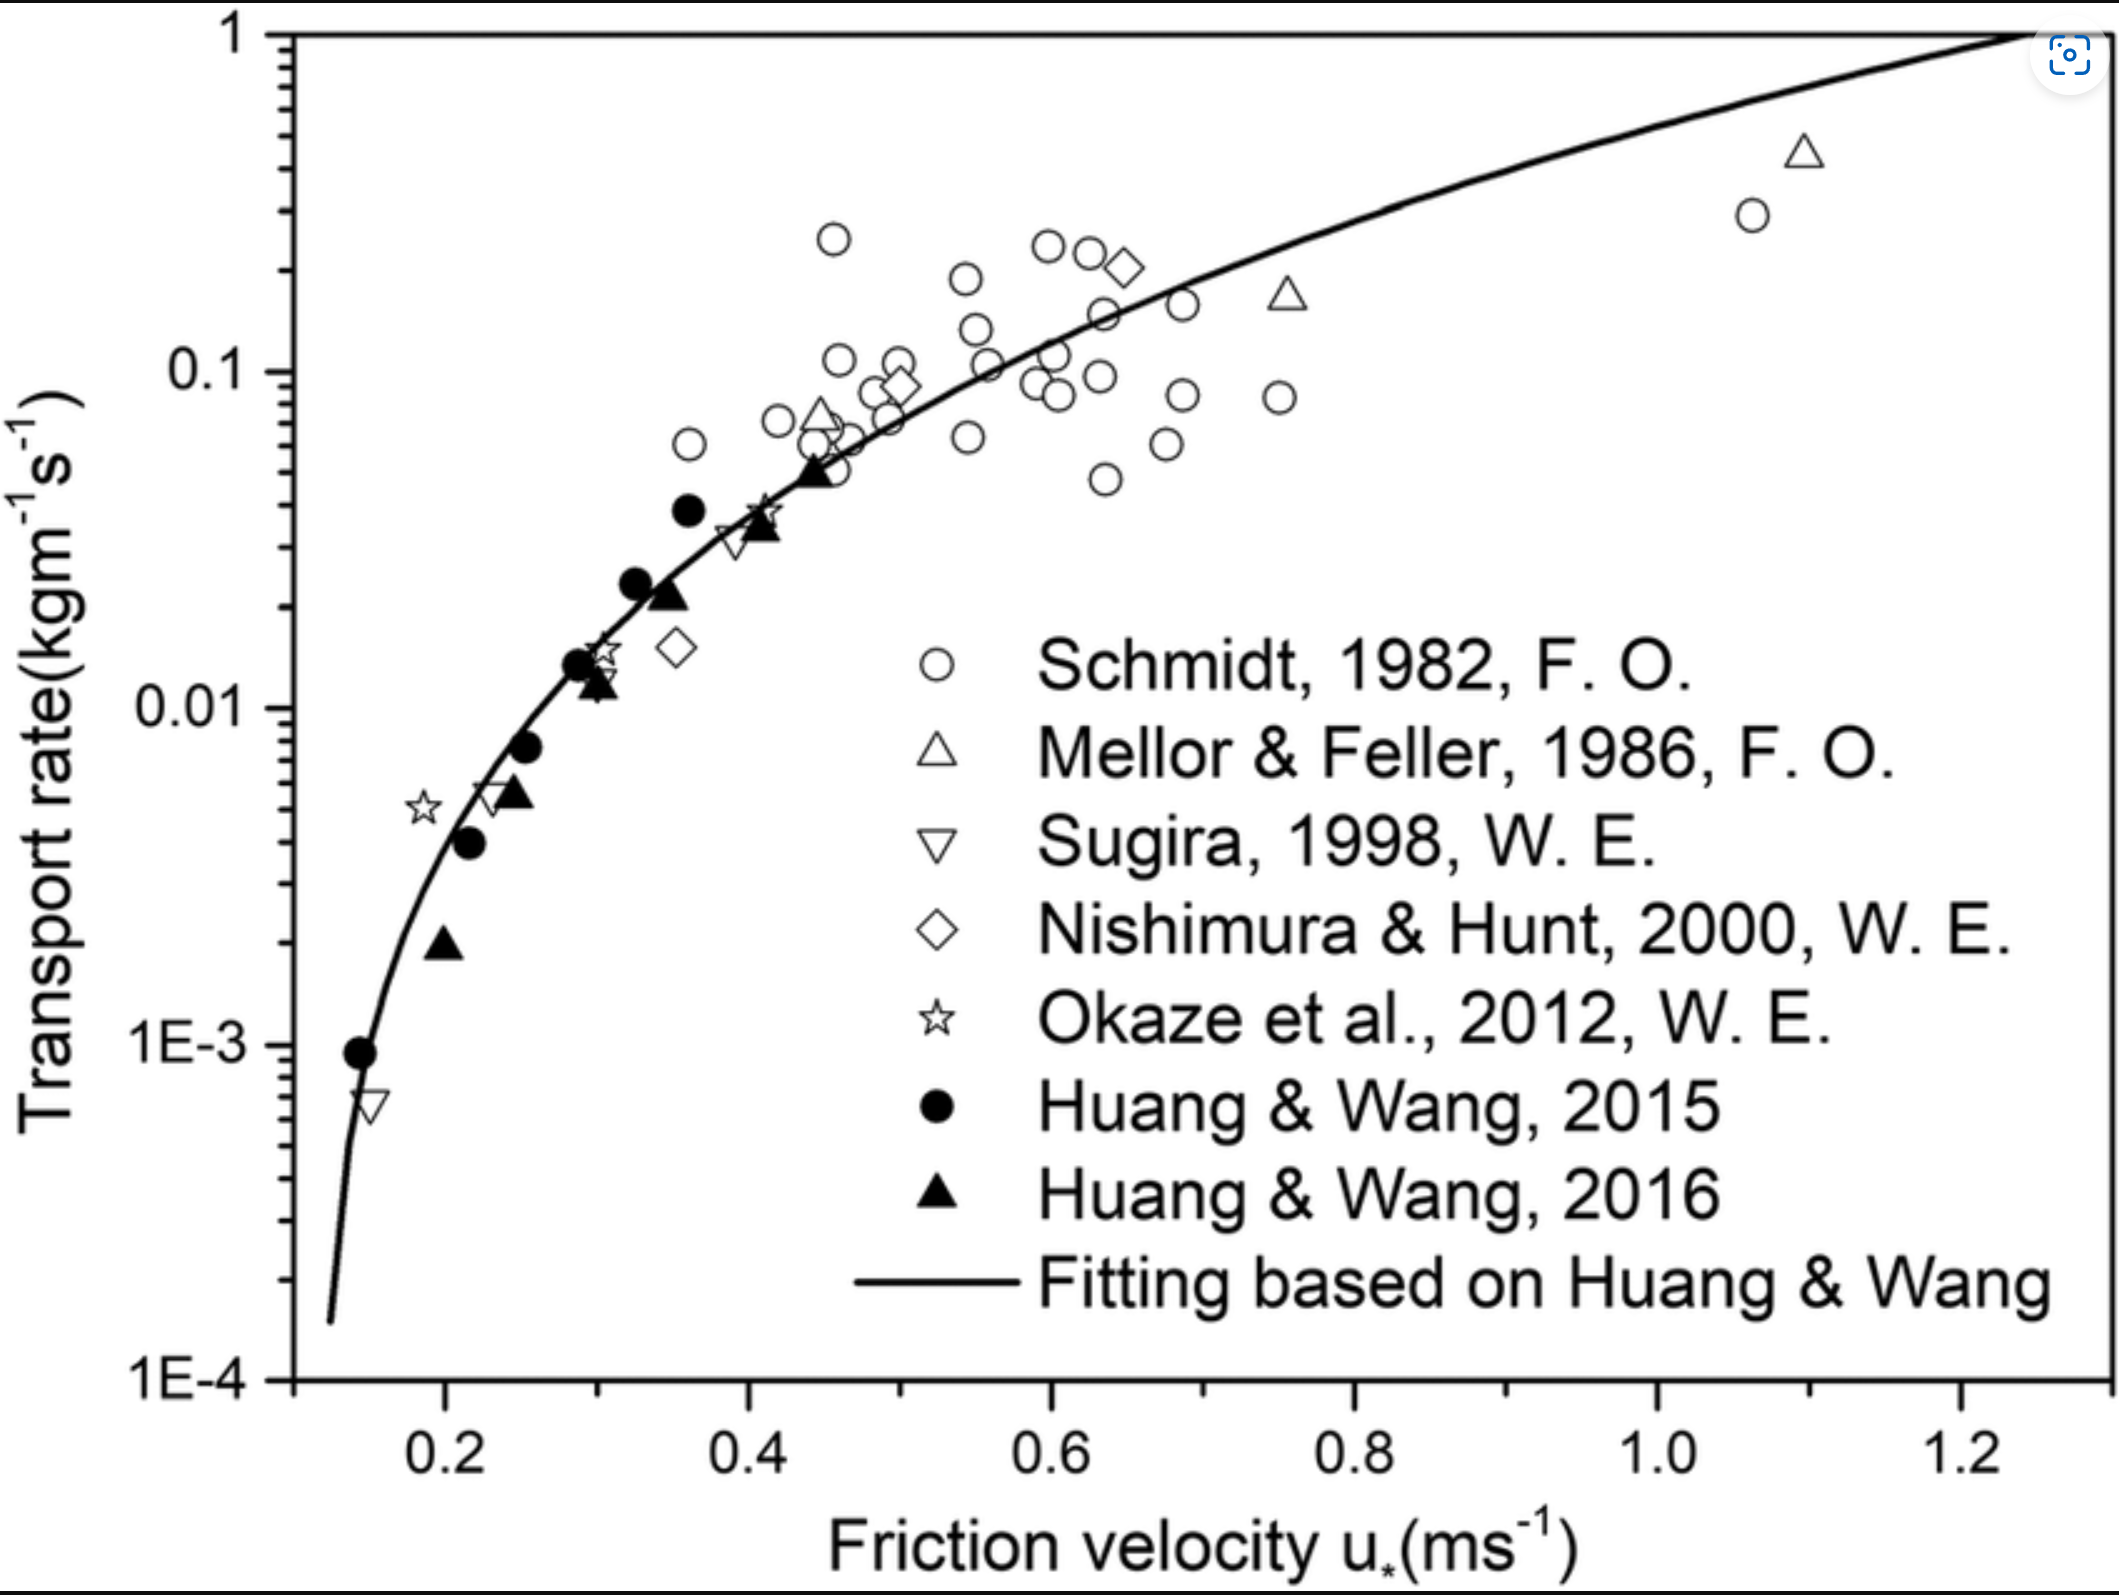 1
0.1
0.01
1E-3
1E-4
Transport rate(kgm⁻¹s⁻¹)
Schmidt, 1982, F. O.
Mellor & Feller, 1986, F. O.
Sugira, 1998, W. E.
Nishimura & Hunt, 2000, W. E.
Okaze et al., 2012, W. E.
Huang & Wang, 2015
Huang & Wang, 2016
Fitting based on Huang & Wang
0.2 0.4 0.6 0.8 1.0 1.2
Friction velocity u*(ms⁻¹)